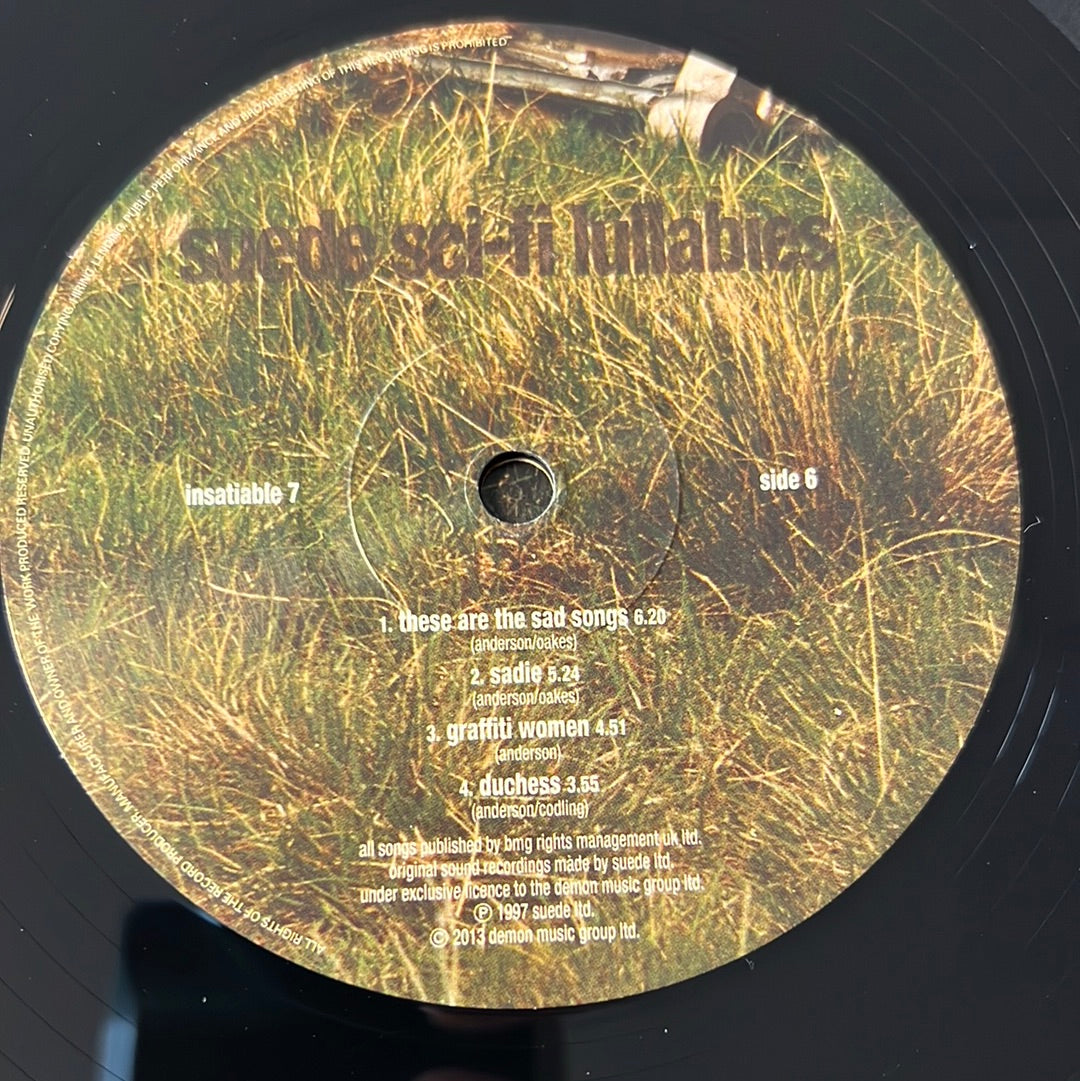 ALL RIGHTS OF THE RECORD PRODUCER, MANUFACTURER AND OWNER OF THE WORK PRODUCED RESERVED UNAUTHORISED COPYING, HIRING, LENDING, PUBLIC PERFORMANCE AND BROADCASTING OF THIS RECORDING IS PROHIBITED
suede sci-fi lullabies
insatiable 7
side 6
1. these are the sad songs 6.20
(anderson/oakes)
2. sadie 5.24
(anderson/oakes)
3. graffiti women 4.51
(anderson)
4. duchess 3.55
(anderson/codling)
all songs published by bmg rights management uk ltd.
original sound recordings made by suede ltd.
under exclusive licence to the demon music group ltd.
℗ 1997 suede ltd.
© 2013 demon music group ltd.